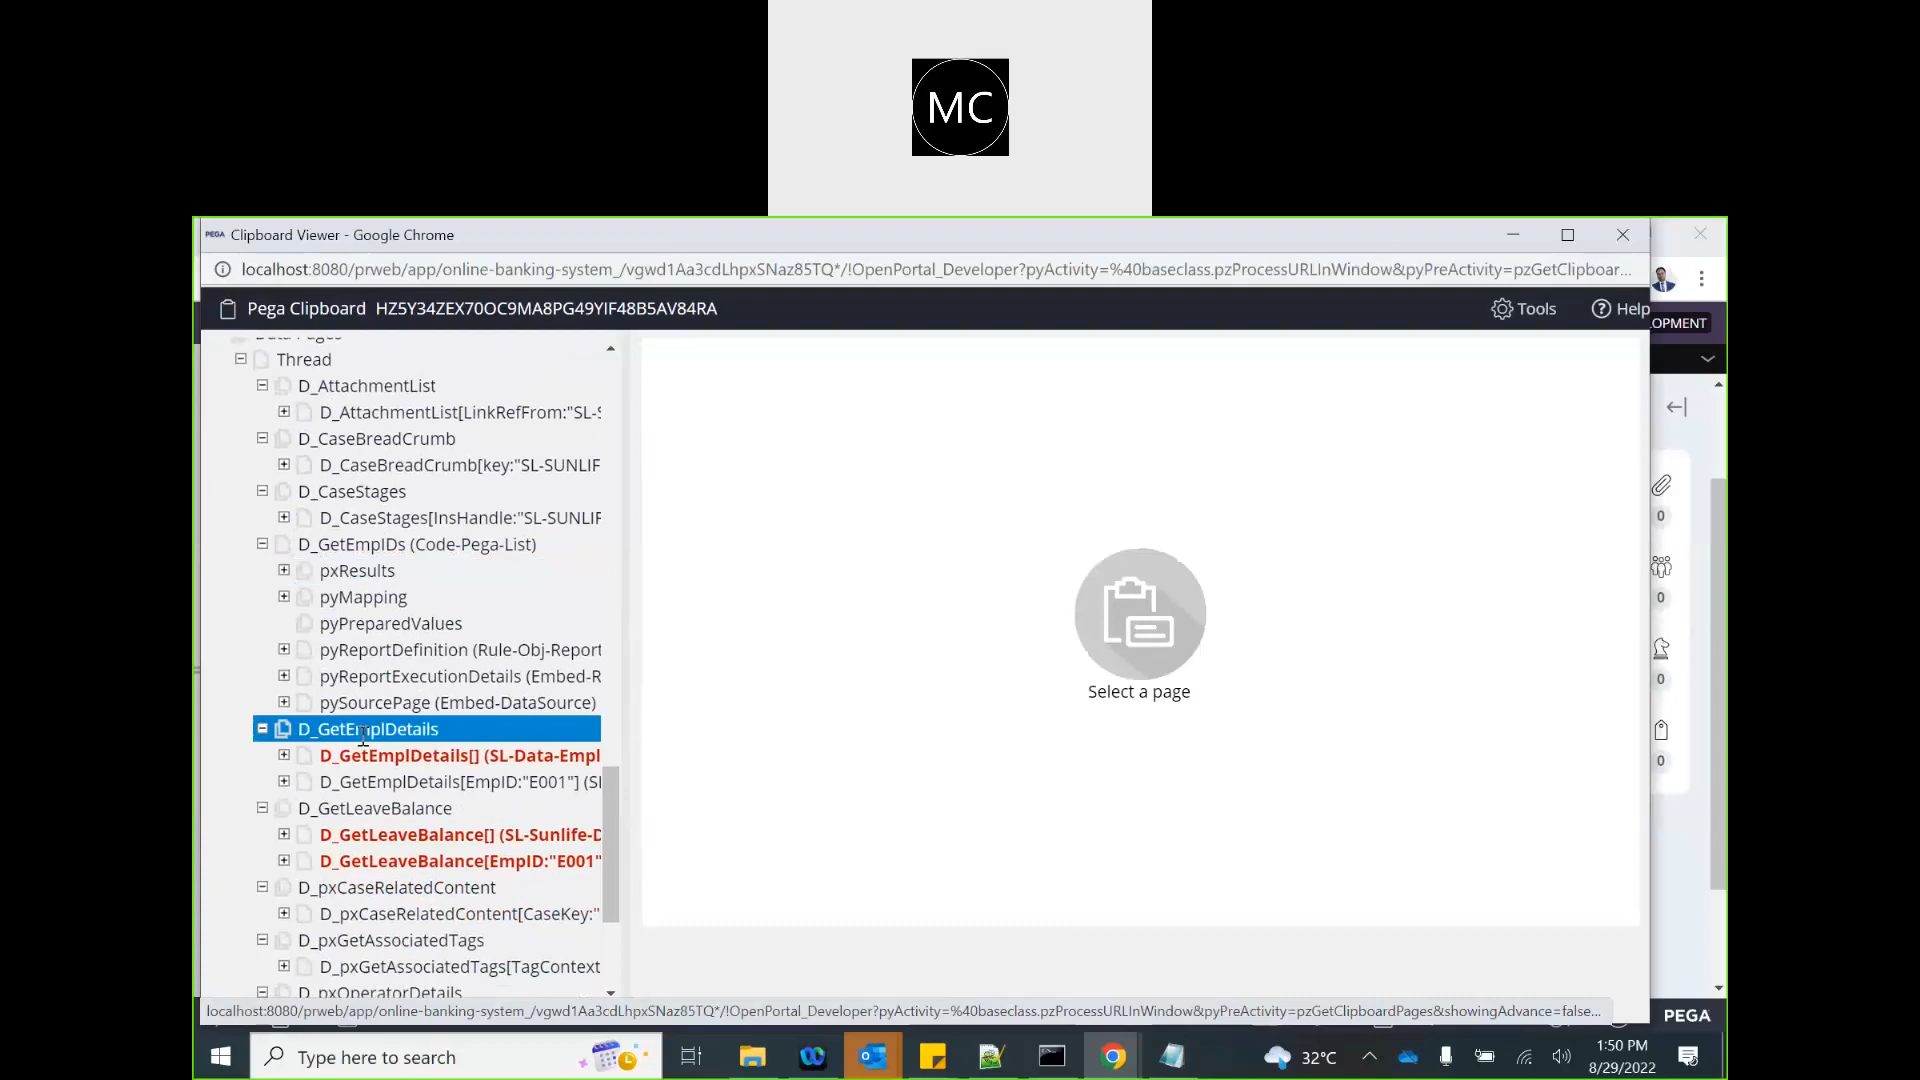 MC
PEGA Clipboard Viewer - Google Chrome
localhost:8080/prweb/app/online-banking-system_/vgwd1Aa3cdLhpxSNaz85TQ*/!OpenPortal_Developer?pyActivity=%40baseclass.pzProcessURLInWindow&pyPreActivity=pzGetClipboar...
Pega Clipboard HZ5Y34ZEX70OC9MA8PG49YIF48B5AV84RA
Tools
Help
LOPMENT
Thread
D_AttachmentList
D_AttachmentList[LinkRefFrom:"SL-S
D_CaseBreadCrumb
D_CaseBreadCrumb[key:"SL-SUNLIF
D_CaseStages
D_CaseStages[InsHandle:"SL-SUNLIF
D_GetEmpIDs (Code-Pega-List)
pxResults
pyMapping
pyPreparedValues
pyReportDefinition (Rule-Obj-Report
pyReportExecutionDetails (Embed-R
pySourcePage (Embed-DataSource)
D_GetEmplDetails
D_GetEmplDetails[] (SL-Data-Empl
D_GetEmplDetails[EmpID:"E001"] (SL
D_GetLeaveBalance
D_GetLeaveBalance[] (SL-Sunlife-D
D_GetLeaveBalance[EmpID:"E001"
D_pxCaseRelatedContent
D_pxCaseRelatedContent[CaseKey:"
D_pxGetAssociatedTags
D_pxGetAssociatedTags[TagContext
D_pxOperatorDetails
Select a page
0
0
0
0
localhost:8080/prweb/app/online-banking-system_/vgwd1Aa3cdLhpxSNaz85TQ*/!OpenPortal_Developer?pyActivity=%40baseclass.pzProcessURLInWindow&pyPreActivity=pzGetClipboardPages&showingAdvance=false...
PEGA
Type here to search
32°C
1:50 PM
8/29/2022